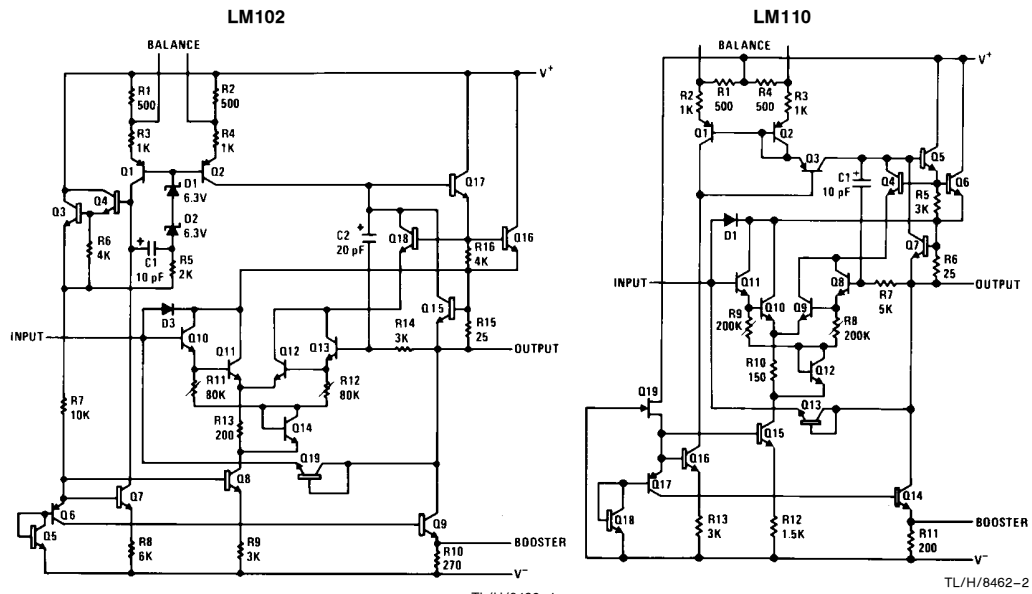 LM102
BALANCE
V+
R1
500
R2
500
R3
1K
R4
1K
Q1
Q2
D1
6.3V
D2
6.3V
Q3
Q4
R6
4K
C1
10 pF
R5
2K
Q17
Q18
C2
20 pF
R16
4K
Q16
Q15
R15
25
R14
3K
OUTPUT
D3
INPUT
Q10
Q11
Q12
Q13
R11
80K
R12
80K
R7
10K
R13
200
Q14
Q19
Q8
Q7
Q6
Q5
Q9
R8
6K
R9
3K
BOOSTER
R10
270
V−
LM110
BALANCE
V+
R2
1K
R1
500
R4
500
R3
1K
Q1
Q2
Q3
Q5
C1
10 pF
Q4
Q6
R5
3K
Q7
R6
25
D1
INPUT
Q11
Q10
Q9
Q8
R7
5K
OUTPUT
R9
200K
R8
200K
R10
150
Q12
Q19
Q13
Q15
Q16
Q17
Q18
Q14
R13
3K
R12
1.5K
BOOSTER
R11
200
V−
TL/H/8462–2